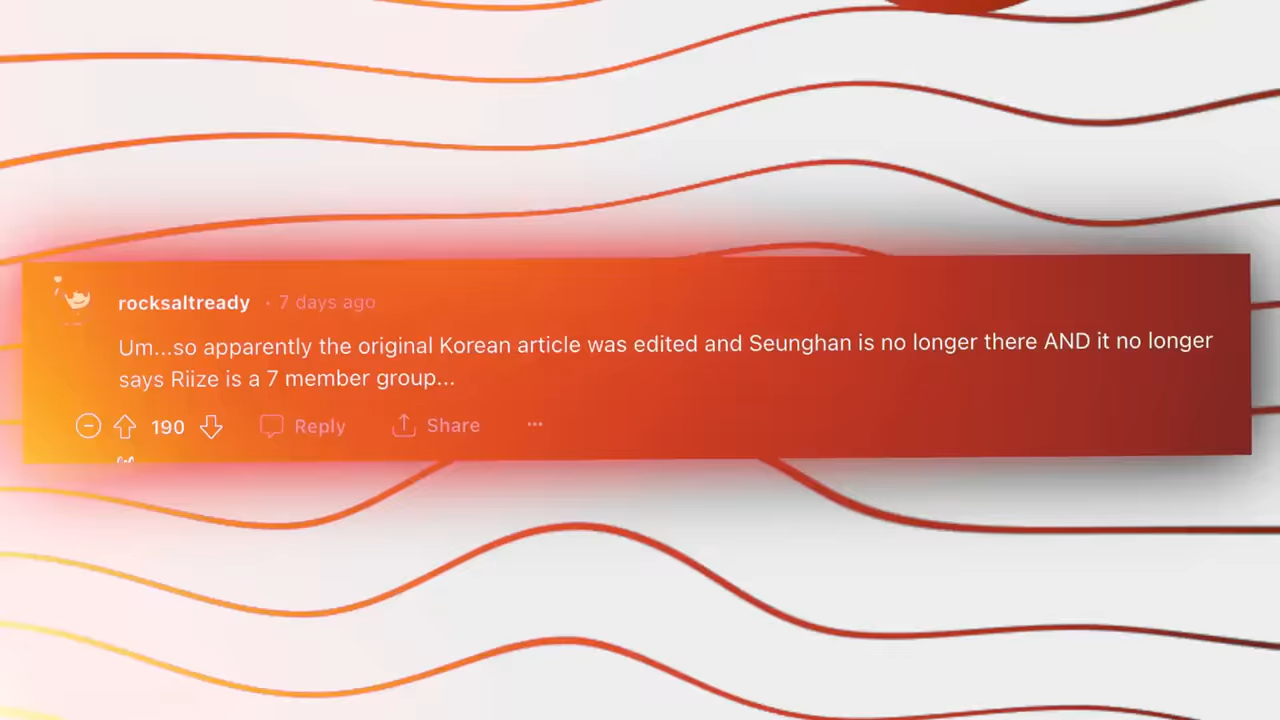 rocksaltready · 7 days ago
Um...so apparently the original Korean article was edited and Seunghan is no longer there AND it no longer
says Riize is a 7 member group...
190 Reply Share ...